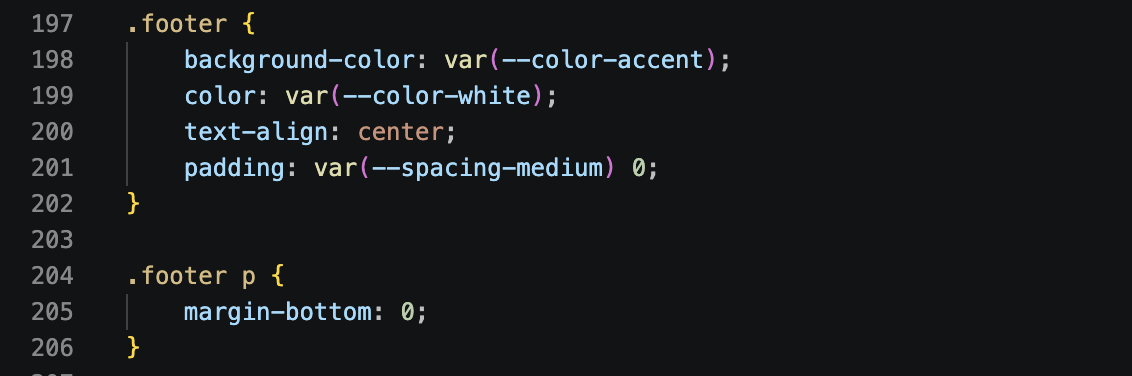 197 .footer {
198     background-color: var(--color-accent);
199     color: var(--color-white);
200     text-align: center;
201     padding: var(--spacing-medium) 0;
202 }
203
204 .footer p {
205     margin-bottom: 0;
206 }